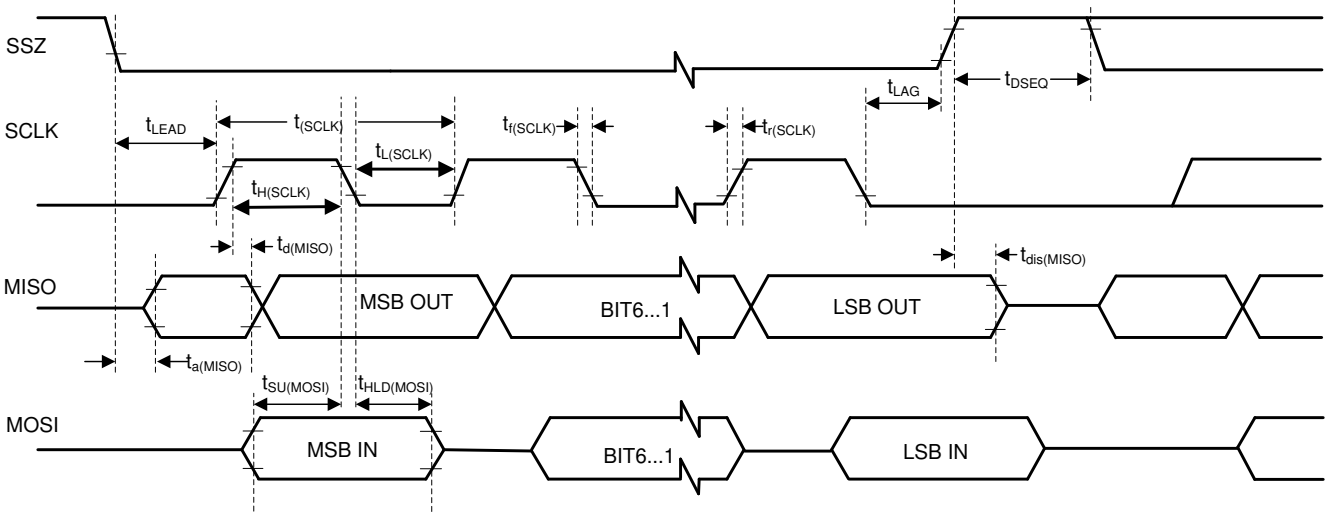 SSZ
tLAG
tDSEQ
SCLK
tLEAD
t(SCLK)
tf(SCLK)
tr(SCLK)
tL(SCLK)
tH(SCLK)
td(MISO)
tdis(MISO)
MISO
MSB OUT
BIT6...1
LSB OUT
ta(MISO)
tSU(MOSI)
tHLD(MOSI)
MOSI
MSB IN
BIT6...1
LSB IN